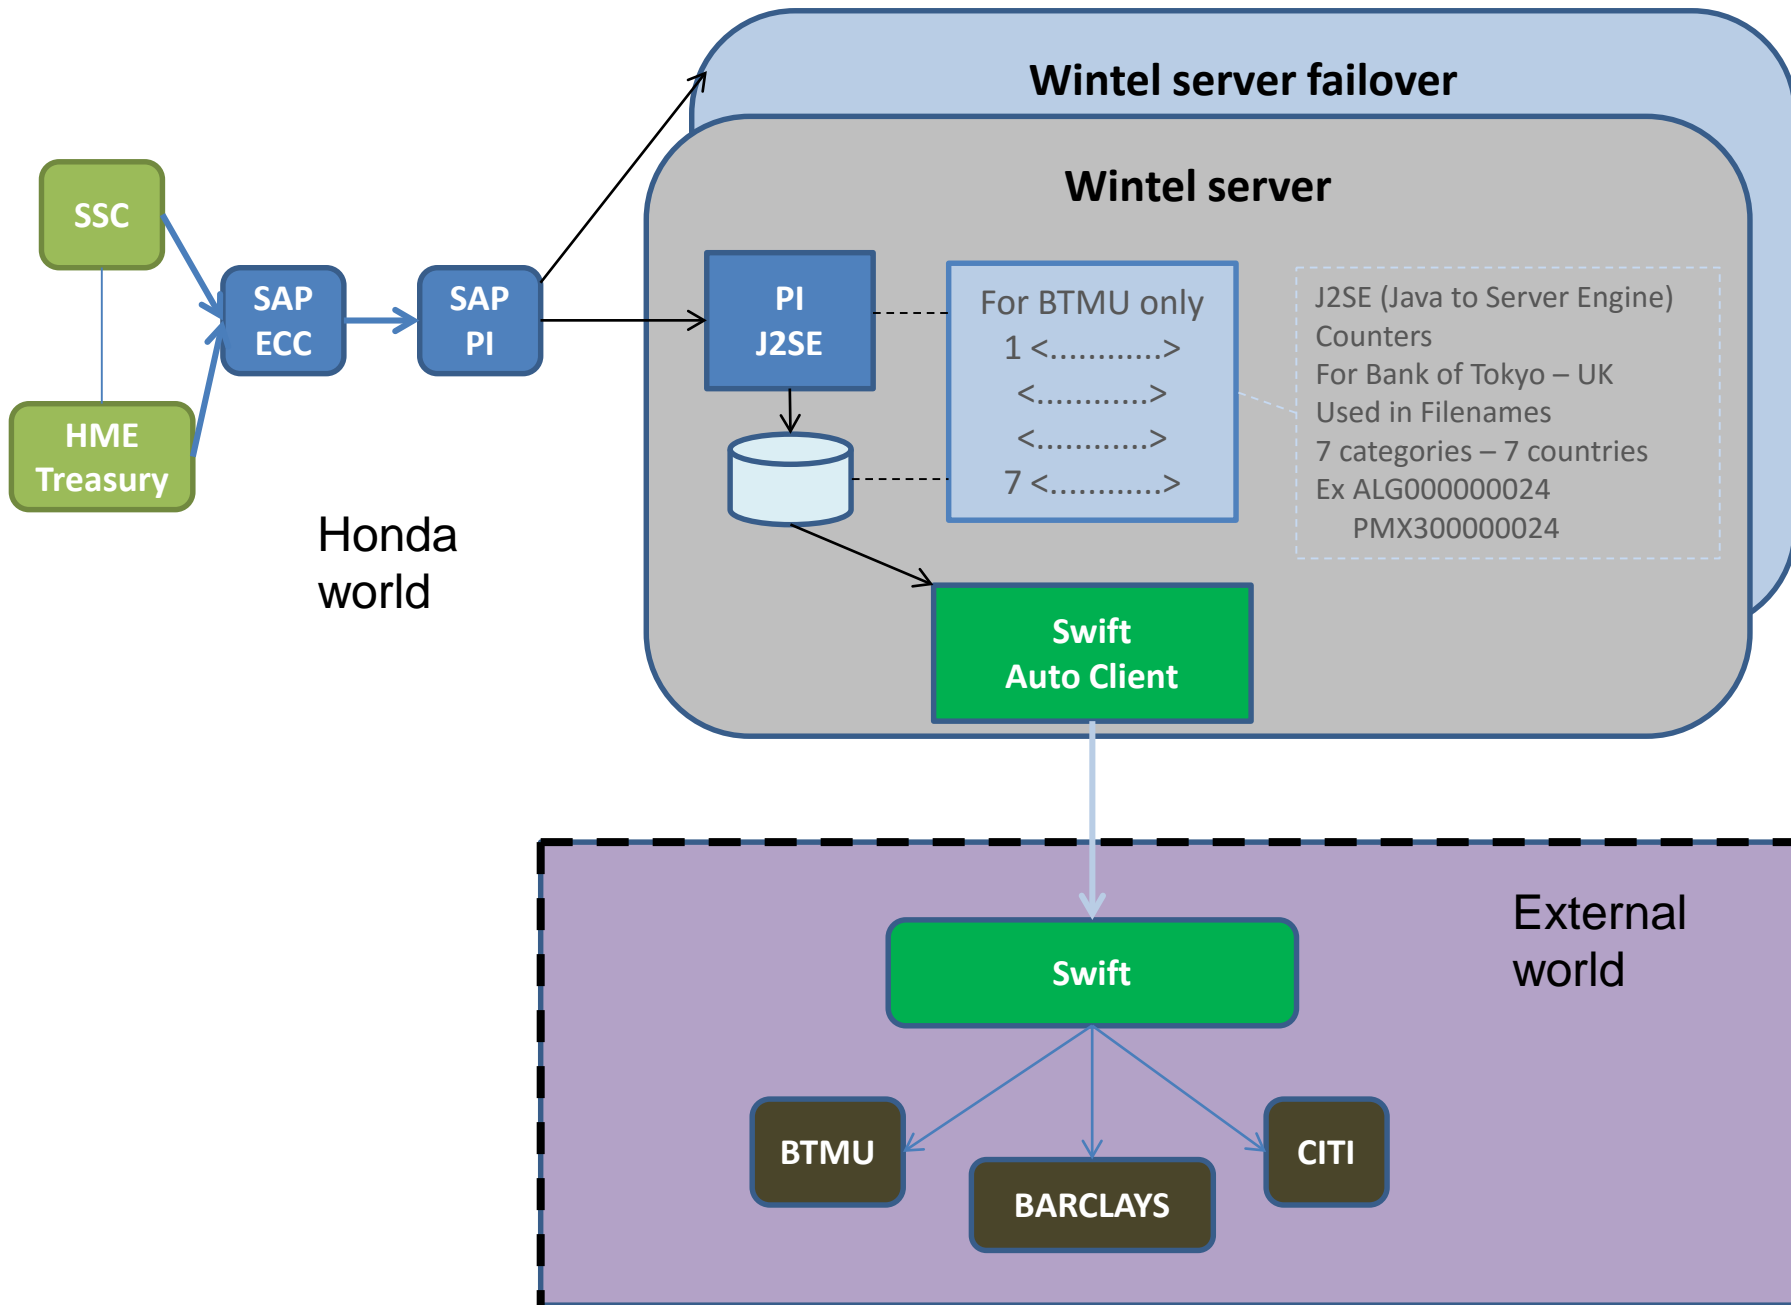 Wintel server failover
Wintel server
SSC
SAP
ECC
SAP
PI
HME
Treasury
Honda
world
PI
J2SE
For BTMU only
1 <............>
<............>
<............>
7 <............>
J2SE (Java to Server Engine)
Counters
For Bank of Tokyo – UK
Used in Filenames
7 categories – 7 countries
Ex ALG000000024
PMX300000024
Swift
Auto Client
External
world
Swift
BTMU
BARCLAYS
CITI